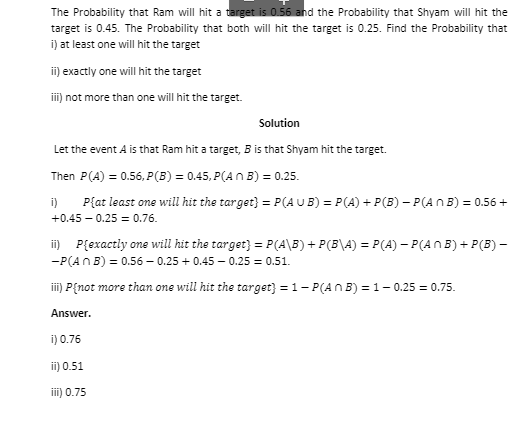 The Probability that Ram will hit a target is 0.56 and the Probability that Shyam will hit the
target is 0.45. The Probability that both will hit the target is 0.25. Find the Probability that
i) at least one will hit the target
ii) exactly one will hit the target
iii) not more than one will hit the target.
Solution
Let the event A is that Ram hit a target, B is that Shyam hit the target.
Then P(A) = 0.56, P(B) = 0.45, P(A ∩ B) = 0.25.
i) P{at least one will hit the target} = P(A ∪ B) = P(A) + P(B) − P(A ∩ B) = 0.56 +
+0.45 − 0.25 = 0.76.
ii) P{exactly one will hit the target} = P(A\B) + P(B\A) = P(A) − P(A ∩ B) + P(B) −
−P(A ∩ B) = 0.56 − 0.25 + 0.45 − 0.25 = 0.51.
iii) P{not more than one will hit the target} = 1 − P(A ∩ B) = 1 − 0.25 = 0.75.
Answer.
i) 0.76
ii) 0.51
iii) 0.75